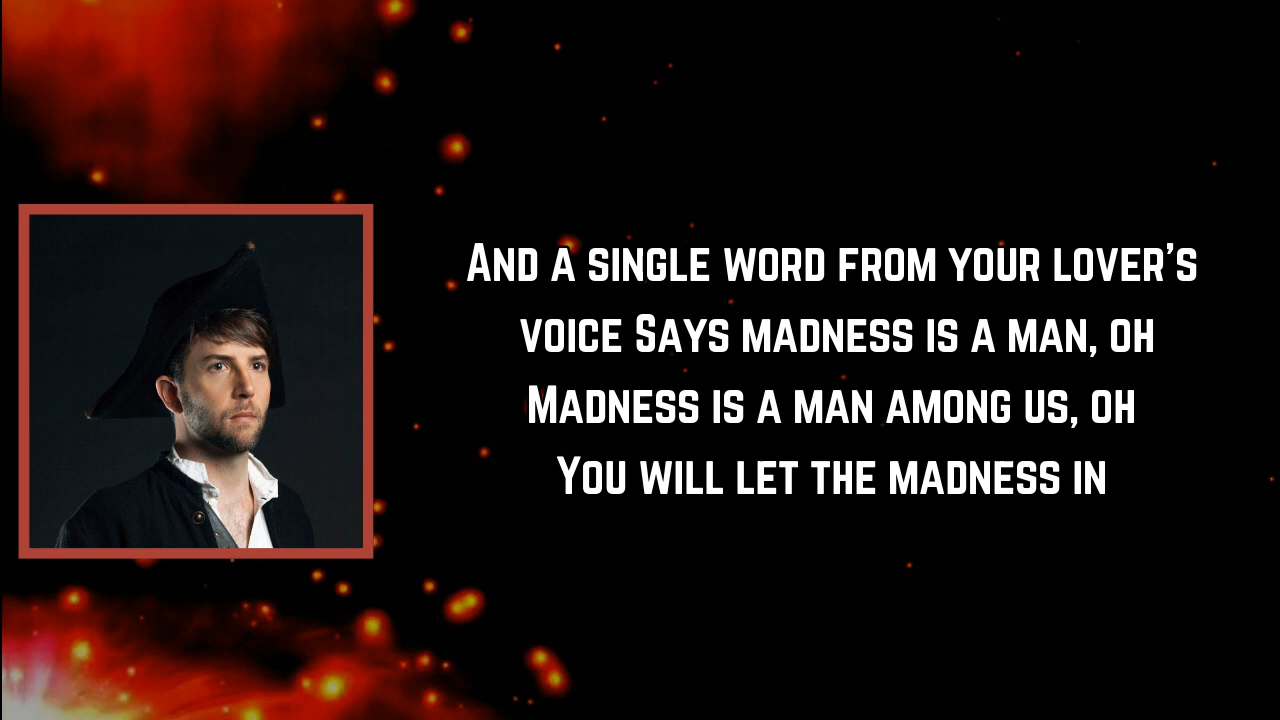 And a single word from your lover's
voice Says madness is a man, oh
Madness is a man among us, oh
You will let the madness in